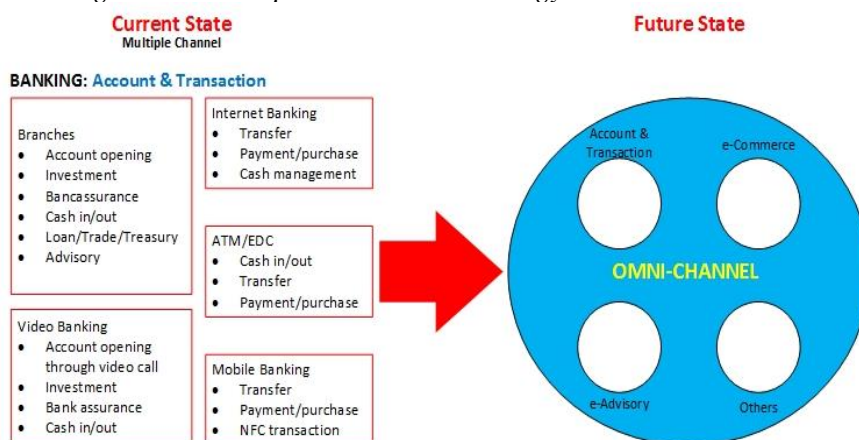 Current State
Multiple Channel
BANKING: Account & Transaction
Branches
• Account opening
• Investment
• Bancassurance
• Cash in/out
• Loan/Trade/Treasury
• Advisory
Video Banking
• Account opening
through video call
• Investment
• Bank assurance
• Cash in/out
Internet Banking
• Transfer
• Payment/purchase
• Cash management
ATM/EDC
• Cash in/out
• Transfer
• Payment/purchase
Mobile Banking
• Transfer
• Payment/purchase
• NFC transaction
Future State
Account &
Transaction
e-Commerce
OMNI-CHANNEL
e-Advisory
Others